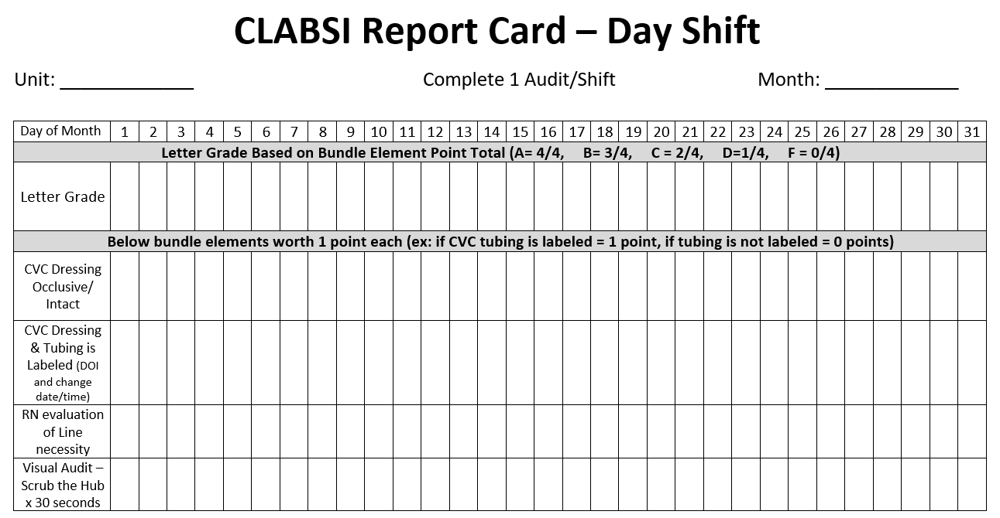 CLABSI Report Card – Day Shift
Unit: _____________ Complete 1 Audit/Shift Month: _____________
Day of Month 1 2 3 4 5 6 7 8 9 10 11 12 13 14 15 16 17 18 19 20 21 22 23 24 25 26 27 28 29 30 31
Letter Grade Based on Bundle Element Point Total (A= 4/4, B= 3/4, C = 2/4, D=1/4, F = 0/4)
Letter Grade
Below bundle elements worth 1 point each (ex: if CVC tubing is labeled = 1 point, if tubing is not labeled = 0 points)
CVC Dressing
Occlusive/
Intact
CVC Dressing
& Tubing is
Labeled (DOI
and change
date/time)
RN evaluation
of Line
necessity
Visual Audit –
Scrub the Hub
x 30 seconds